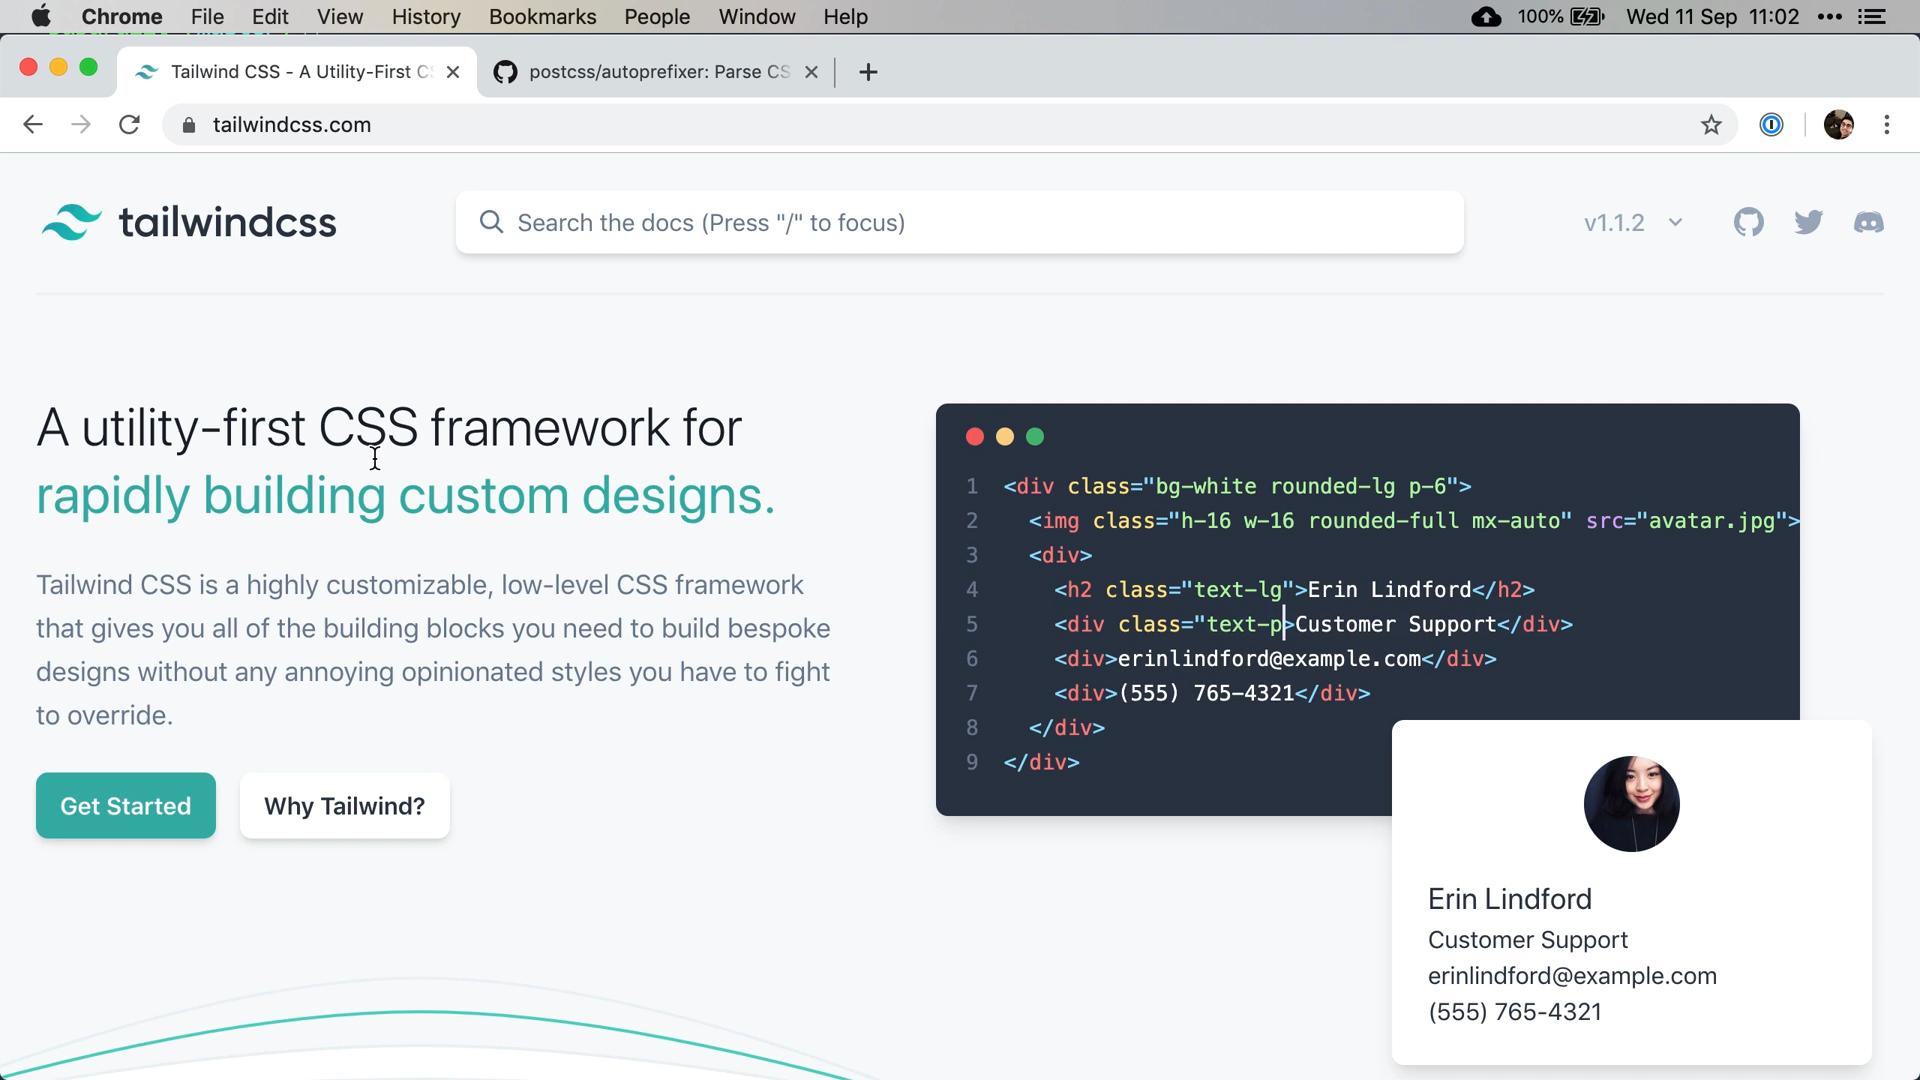 Chrome File Edit View History Bookmarks People Window Help
100% Wed 11 Sep 11:02
Tailwind CSS - A Utility-First C
postcss/autoprefixer: Parse CS
tailwindcss.com
tailwindcss
Search the docs (Press "/" to focus)
v1.1.2
A utility-first CSS framework for
rapidly building custom designs.
Tailwind CSS is a highly customizable, low-level CSS framework
that gives you all of the building blocks you need to build bespoke
designs without any annoying opinionated styles you have to fight
to override.
Get Started
Why Tailwind?
1 <div class="bg-white rounded-lg p-6">
2 <img class="h-16 w-16 rounded-full mx-auto" src="avatar.jpg">
3 <div>
4 <h2 class="text-lg">Erin Lindford</h2>
5 <div class="text-p>Customer Support</div>
6 <div>erinlindford@example.com</div>
7 <div>(555) 765-4321</div>
8 </div>
9 </div>
Erin Lindford
Customer Support
erinlindford@example.com
(555) 765-4321